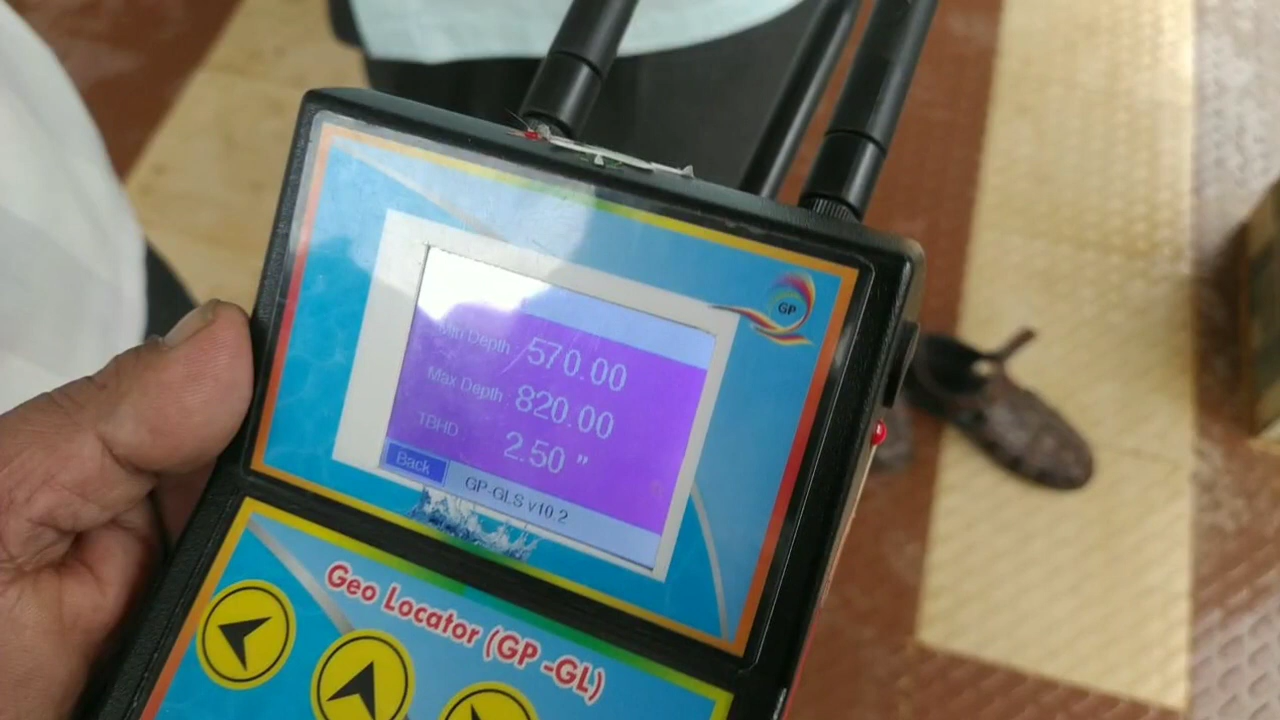 GP
Min Depth 570.00
Max Depth 820.00
TBHD 2.50 "
Back GP-GLS v10.2
Geo Locator (GP-GL)